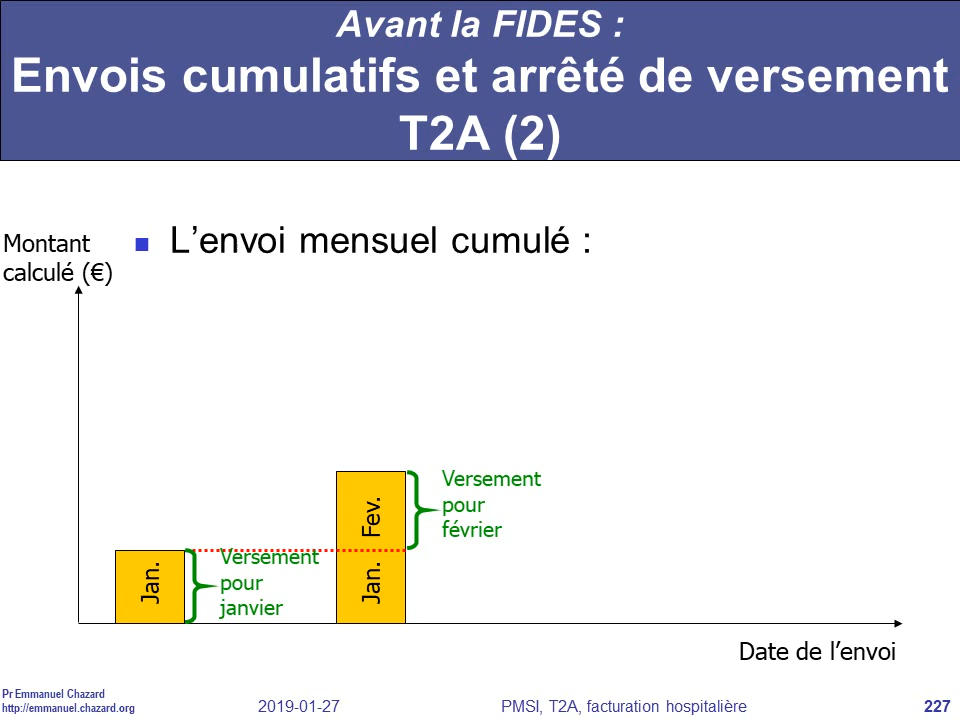 Avant la FIDES :
Envois cumulatifs et arrêté de versement
T2A (2)
Montant
calculé (€)
■ L’envoi mensuel cumulé :
Versement
pour
février
Fev.
Jan.
Versement
pour
janvier
Jan.
Date de l’envoi
Pr Emmanuel Chazard
http://emmanuel.chazard.org
2019-01-27
PMSI, T2A, facturation hospitalière
227